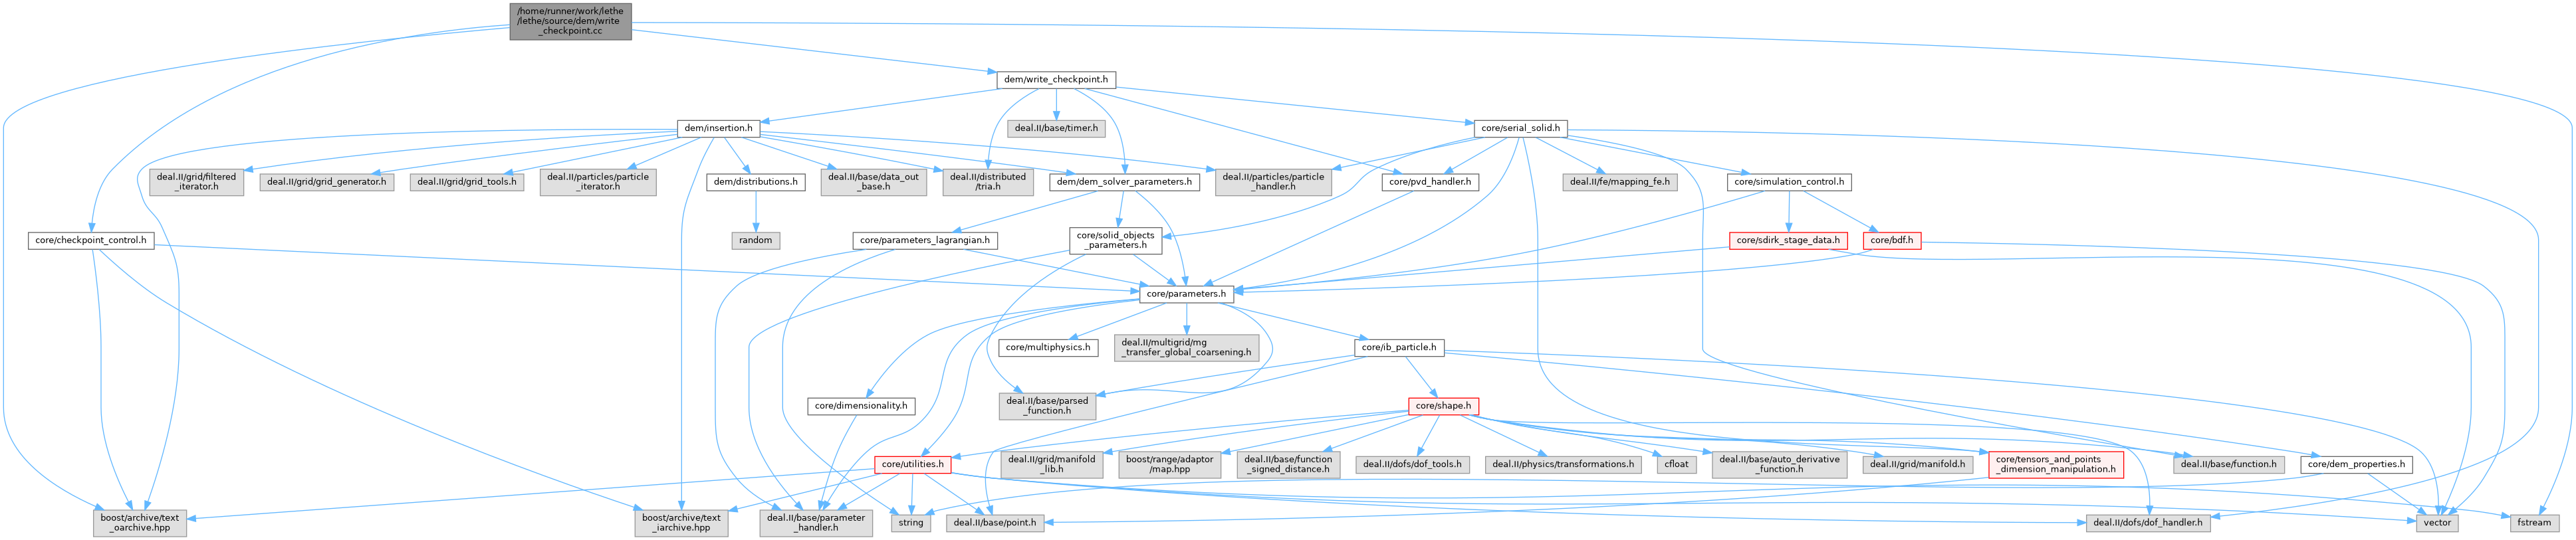 /home/runner/work/lethe
/lethe/source/dem/write
_checkpoint.cc
dem/write_checkpoint.h
dem/insertion.h
deal.II/base/timer.h
core/serial_solid.h
deal.II/grid/filtered
_iterator.h
deal.II/grid/grid_generator.h
deal.II/grid/grid_tools.h
deal.II/particles/particle
_iterator.h
dem/distributions.h
deal.II/base/data_out
_base.h
deal.II/distributed
/tria.h
dem/dem_solver_parameters.h
deal.II/particles/particle
_handler.h
core/pvd_handler.h
deal.II/fe/mapping_fe.h
core/simulation_control.h
core/checkpoint_control.h
random
core/parameters_lagrangian.h
core/solid_objects
_parameters.h
core/sdirk_stage_data.h
core/bdf.h
core/parameters.h
core/multiphysics.h
deal.II/multigrid/mg
_transfer_global_coarsening.h
core/ib_particle.h
core/dimensionality.h
deal.II/base/parsed
_function.h
core/shape.h
core/utilities.h
deal.II/grid/manifold
_lib.h
boost/range/adaptor
/map.hpp
deal.II/base/function
_signed_distance.h
deal.II/dofs/dof_tools.h
deal.II/physics/transformations.h
cfloat
deal.II/base/auto_derivative
_function.h
deal.II/grid/manifold.h
core/tensors_and_points
_dimension_manipulation.h
deal.II/base/function.h
core/dem_properties.h
boost/archive/text
_oarchive.hpp
boost/archive/text
_iarchive.hpp
deal.II/base/parameter
_handler.h
string
deal.II/base/point.h
deal.II/dofs/dof_handler.h
vector
fstream